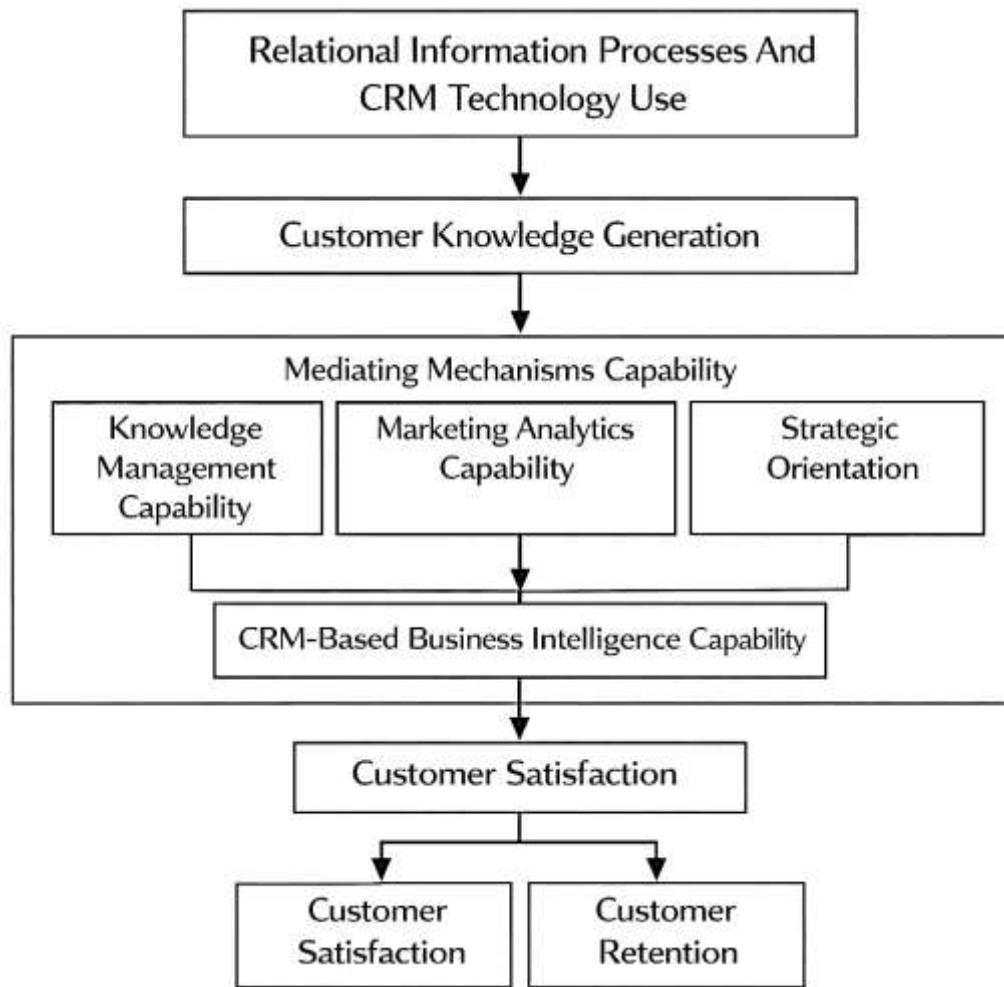 Relational Information Processes And
CRM Technology Use
Customer Knowledge Generation
Mediating Mechanisms Capability
Knowledge
Management
Capability
Marketing Analytics
Capability
Strategic
Orientation
CRM-Based Business Intelligence Capability
Customer Satisfaction
Customer
Satisfaction
Customer
Retention